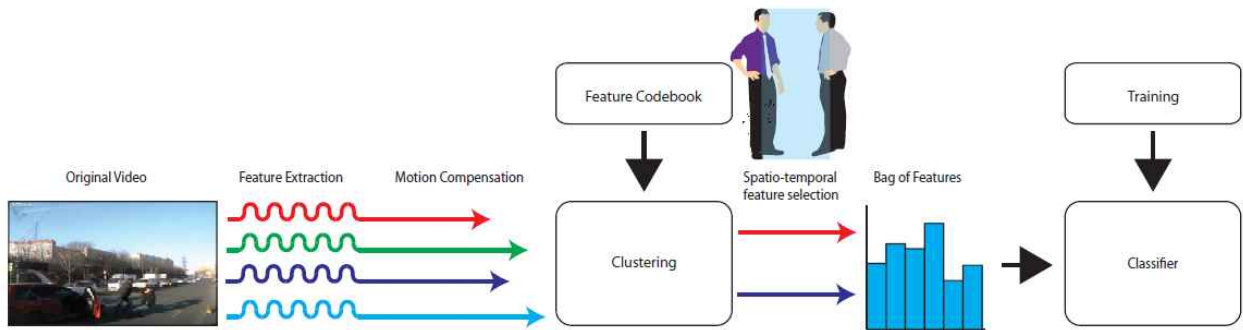 Feature Codebook
Training
Original Video
Feature Extraction
Motion Compensation
Spatio-temporal
feature selection
Bag of Features
Clustering
Classifier